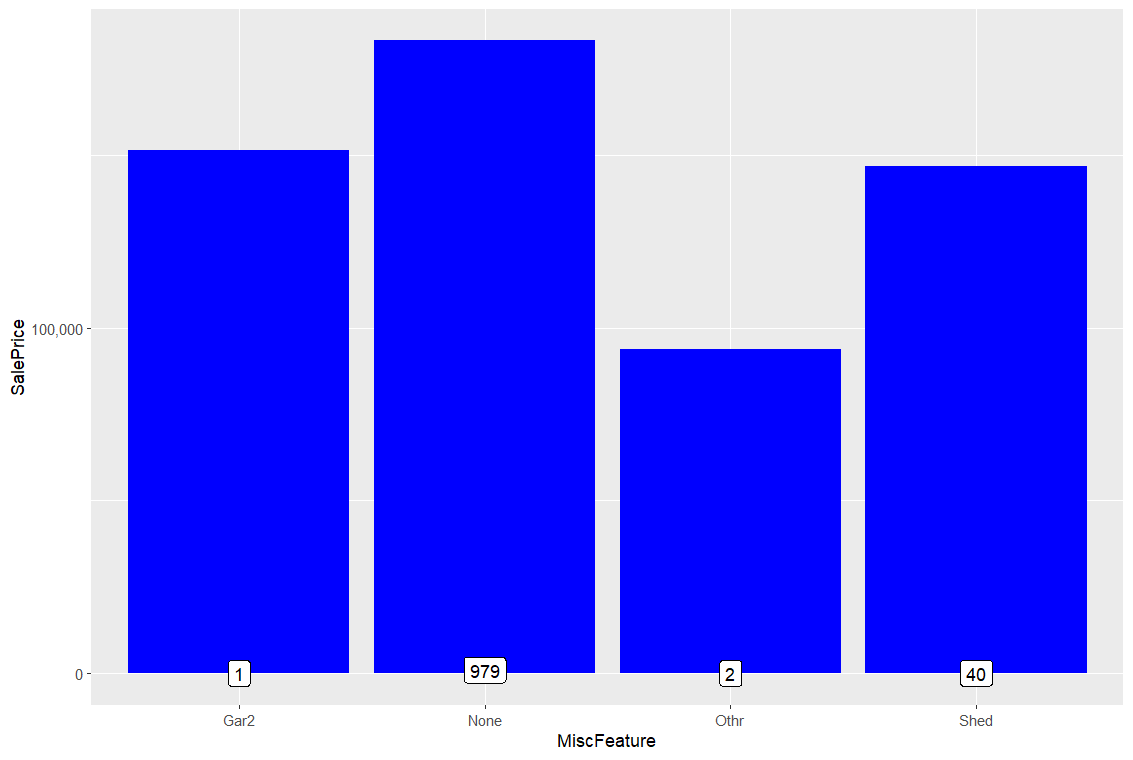 SalePrice
100,000
0
1
979
2
40
Gar2
None
Othr
Shed
MiscFeature